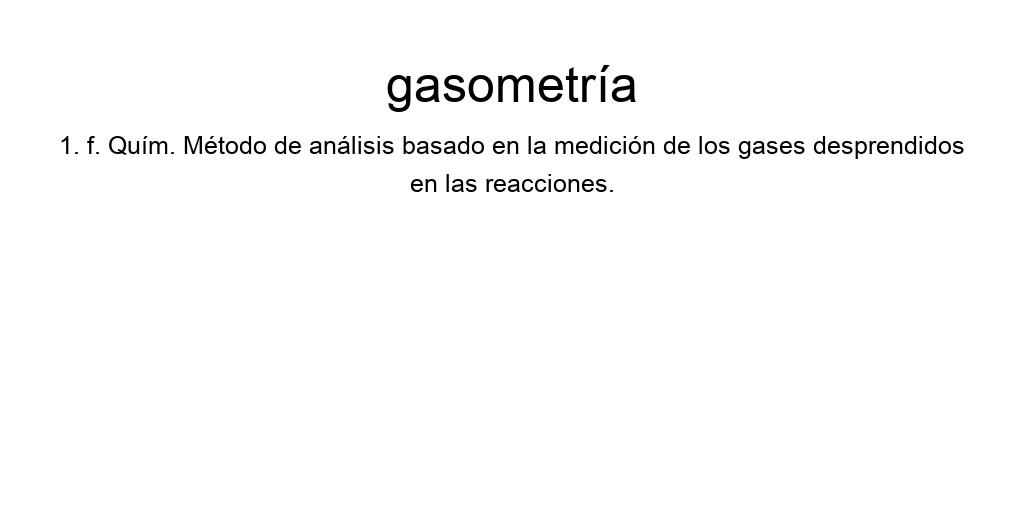 gasometría
1. f. Quím. Método de análisis basado en la medición de los gases desprendidos
en las reacciones.